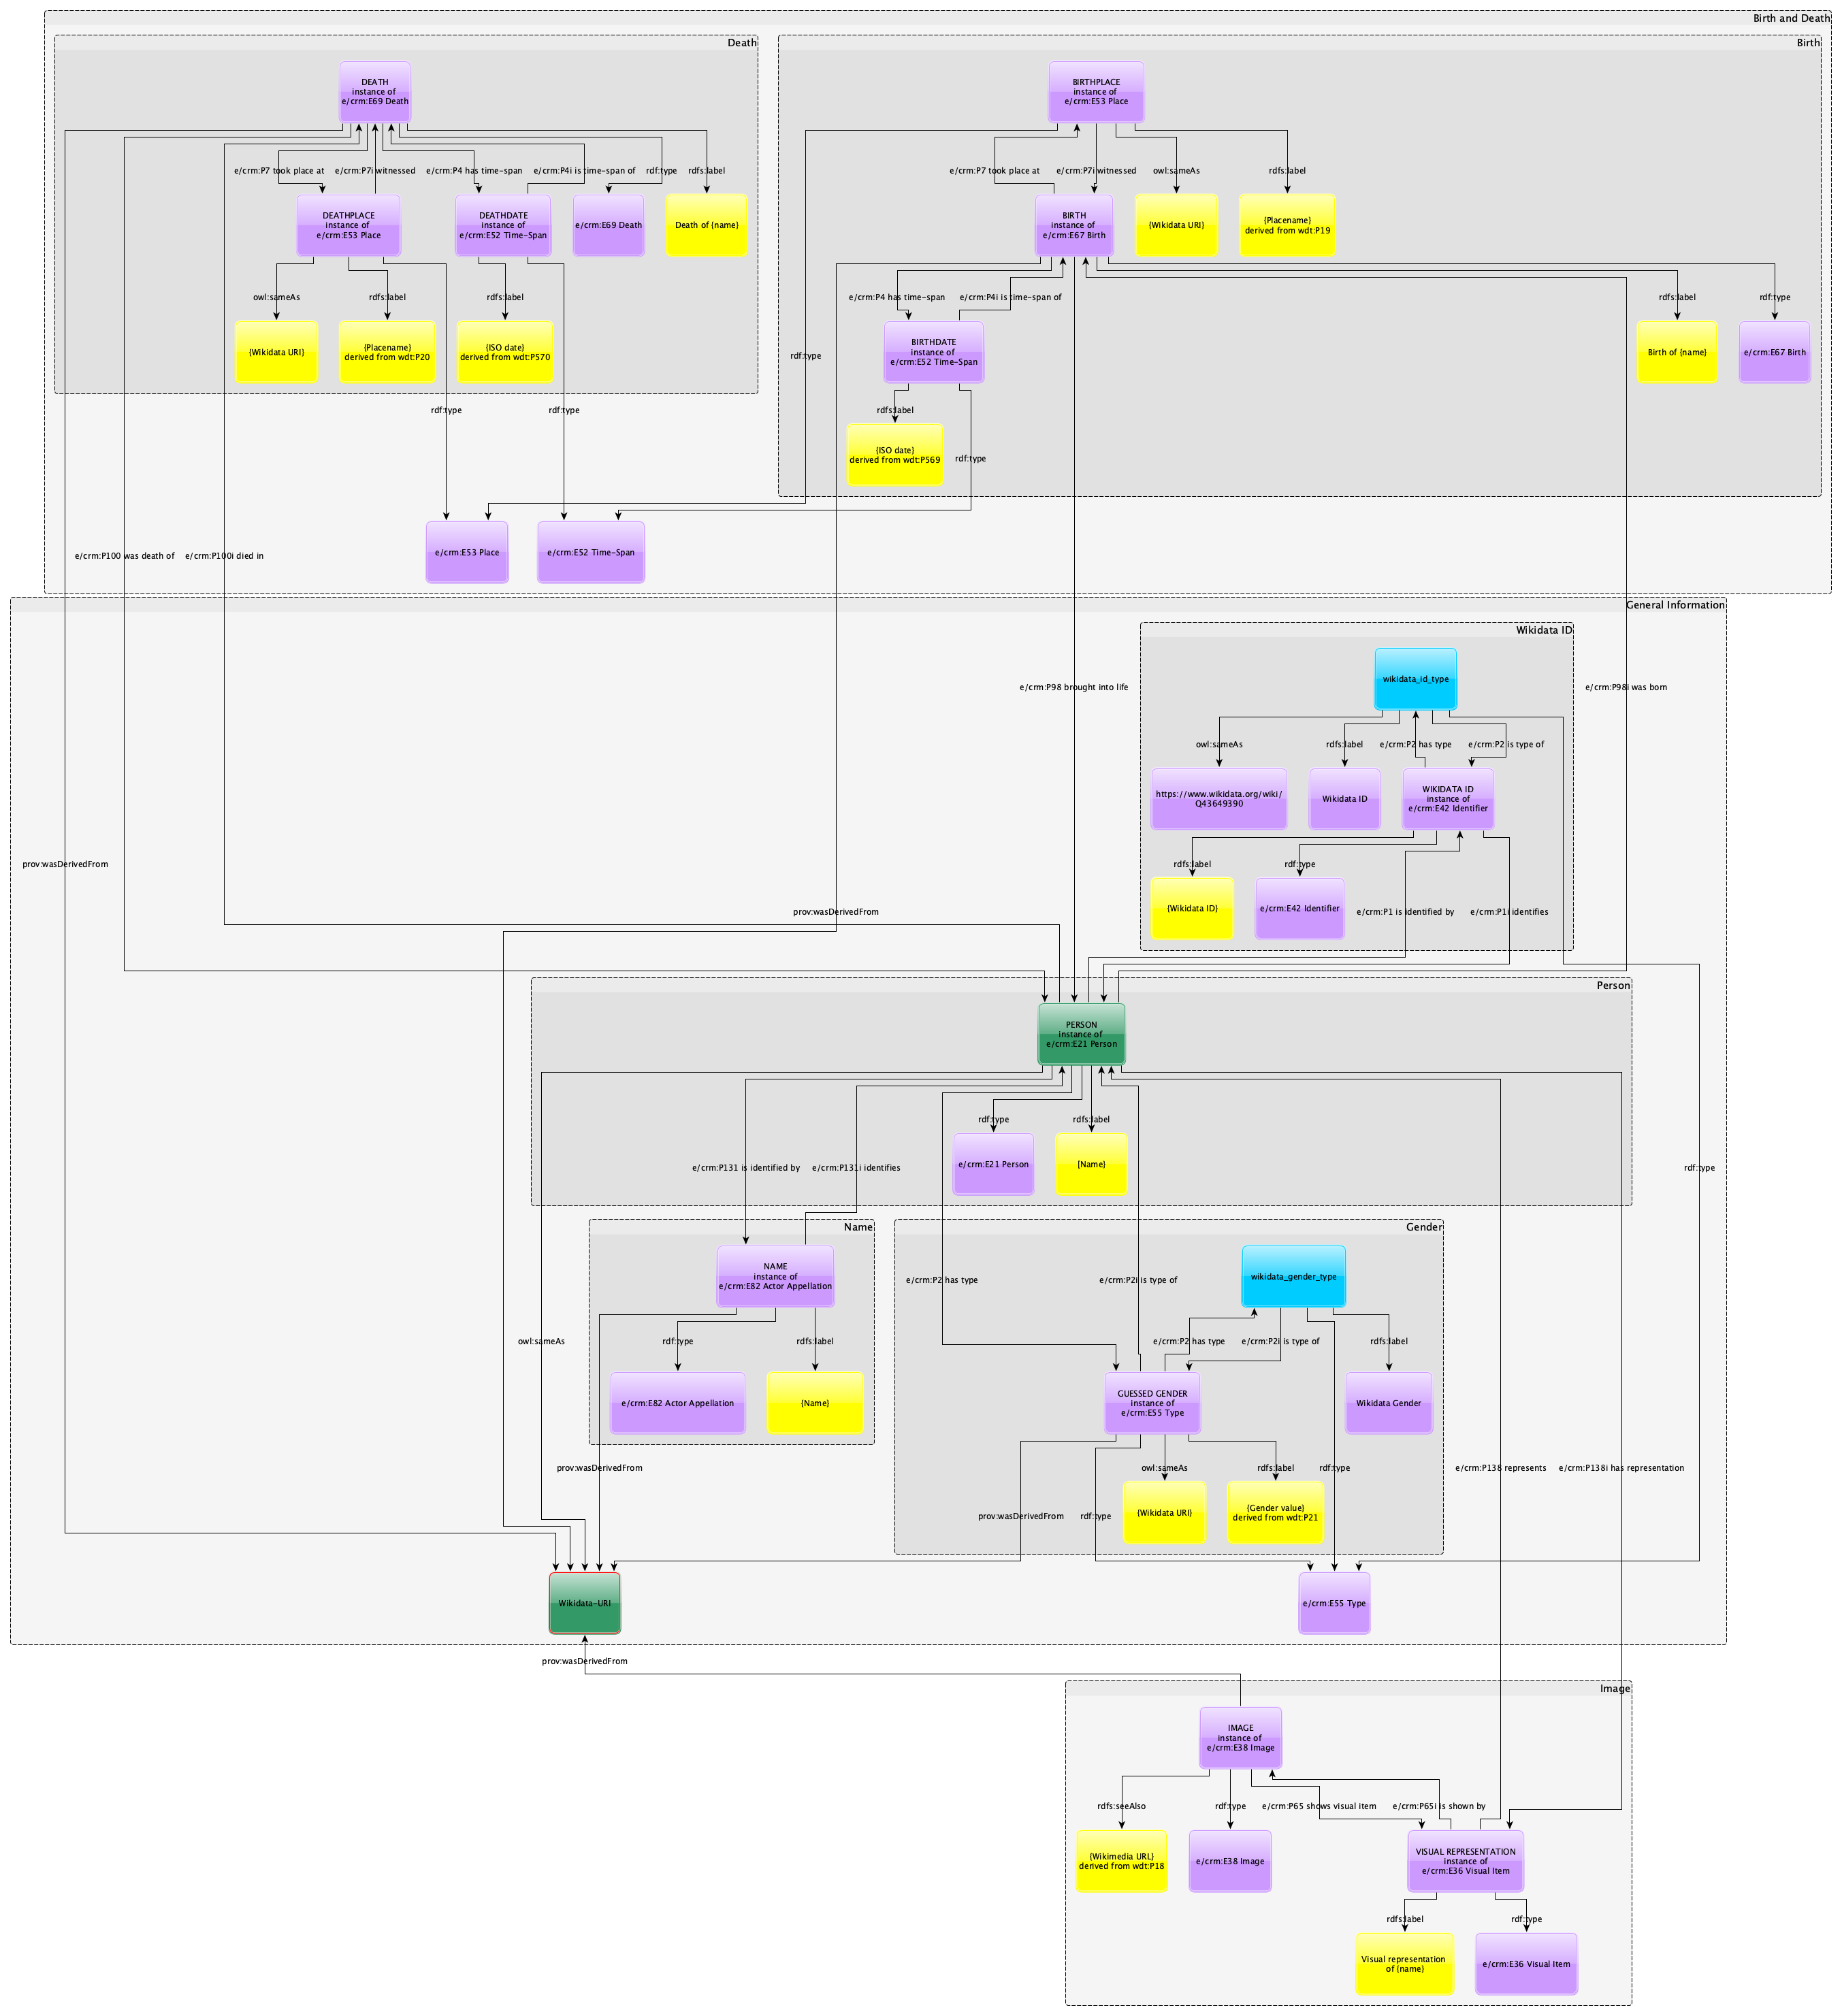 Birth and Death
Death
Birth
DEATH
instance of
e/crm:E69 Death
BIRTHPLACE
instance of
e/crm:E53 Place
e/crm:P7 took place at
e/crm:P7i witnessed
e/crm:P4 has time-span
e/crm:P4i is time-span of
rdf:type
rdfs:label
e/crm:P7 took place at
e/crm:P7i witnessed
owl:sameAs
rdfs:label
DEATHPLACE
instance of
e/crm:E53 Place
DEATHDATE
instance of
e/crm:E52 Time-Span
e/crm:E69 Death
Death of {name}
BIRTH
instance of
e/crm:E67 Birth
{Wikidata URI}
{Placename}
derived from wdt:P19
owl:sameAs
rdfs:label
rdfs:label
e/crm:P4 has time-span
e/crm:P4i is time-span of
rdfs:label
rdf:type
{Wikidata URI}
{Placename}
derived from wdt:P20
{ISO date}
derived from wdt:P570
rdf:type
BIRTHDATE
instance of
e/crm:E52 Time-Span
Birth of {name}
e/crm:E67 Birth
rdf:type
rdf:type
rdfs:label
{ISO date}
derived from wdt:P569
rdf:type
e/crm:P100 was death of
e/crm:P100i died in
e/crm:E53 Place
e/crm:E52 Time-Span
General Information
Wikidata ID
e/crm:P98 brought into life
wikidata_id_type
e/crm:P98i was born
owl:sameAs
rdfs:label
e/crm:P2 has type
e/crm:P2 is type of
https://www.wikidata.org/wiki/
Q43649390
Wikidata ID
WIKIDATA ID
instance of
e/crm:E42 Identifier
prov:wasDerivedFrom
rdfs:label
rdf:type
prov:wasDerivedFrom
{Wikidata ID}
e/crm:E42 Identifier
e/crm:P1 is identified by
e/crm:P1i identifies
Person
PERSON
instance of
e/crm:E21 Person
rdf:type
rdfs:label
e/crm:P131 is identified by
e/crm:P131i identifies
e/crm:E21 Person
{Name}
rdf:type
Name
Gender
NAME
instance of
e/crm:E82 Actor Appellation
e/crm:P2 has type
e/crm:P2i is type of
wikidata_gender_type
owl:sameAs
rdf:type
rdfs:label
e/crm:P2 has type
e/crm:P2i is type of
rdfs:label
e/crm:E82 Actor Appellation
{Name}
GUESSED GENDER
instance of
e/crm:E55 Type
Wikidata Gender
prov:wasDerivedFrom
owl:sameAs
rdfs:label
rdf:type
e/crm:P138 represents
e/crm:P138i has representation
prov:wasDerivedFrom
rdf:type
{Wikidata URI}
{Gender value}
derived from wdt:P21
Wikidata-URI
e/crm:E55 Type
prov:wasDerivedFrom
Image
IMAGE
instance of
e/crm:E38 Image
rdfs:seeAlso
rdf:type
e/crm:P65 shows visual item
e/crm:P65i is shown by
{Wikimedia URL}
derived from wdt:P18
e/crm:E38 Image
VISUAL REPRESENTATION
instance of
e/crm:E36 Visual Item
rdfs:label
rdf:type
Visual representation
of {name}
e/crm:E36 Visual Item